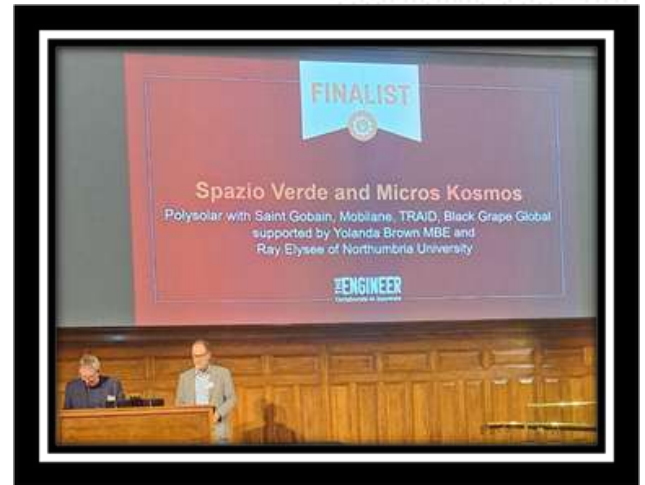 FINALIST
Spazio Verde and Micros Kosmos
Polysolar with Saint Gobain, Mobilane, TRAID, Black Grape Global
supported by Yolanda Brown MBE and
Ray Elysee of Northumbria University
THE ENGINEER